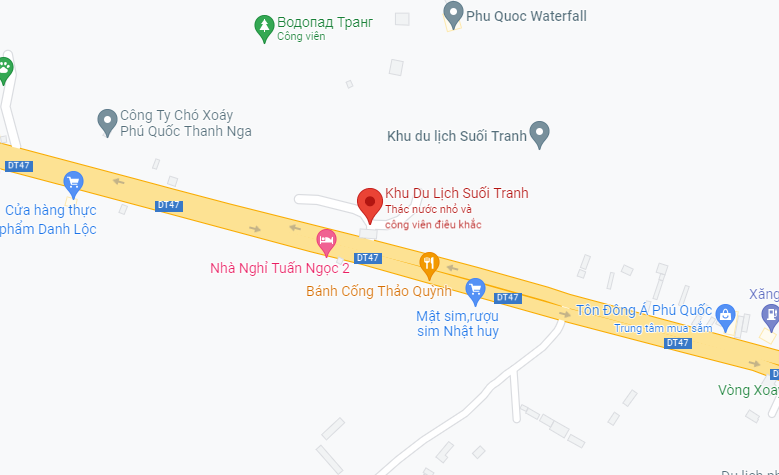 Phu Quoc Waterfall
Водопад Транг
Công viên
Công Ty Chó Xoáy
Phú Quốc Thanh Nga
Khu du lịch Suối Tranh
DT47
Khu Du Lịch Suối Tranh
Thác nước nhỏ và
công viên điêu khắc
Cửa hàng thực
phẩm Danh Lộc
DT47
Nhà Nghỉ Tuấn Ngọc 2
DT47
Bánh Cống Thảo Quỳnh
DT47
Mật sim,rượu
sim Nhật huy
Xăng
Tôn Đông Á Phú Quốc
Trung tâm mua sắm
DT47
Vòng Xoay